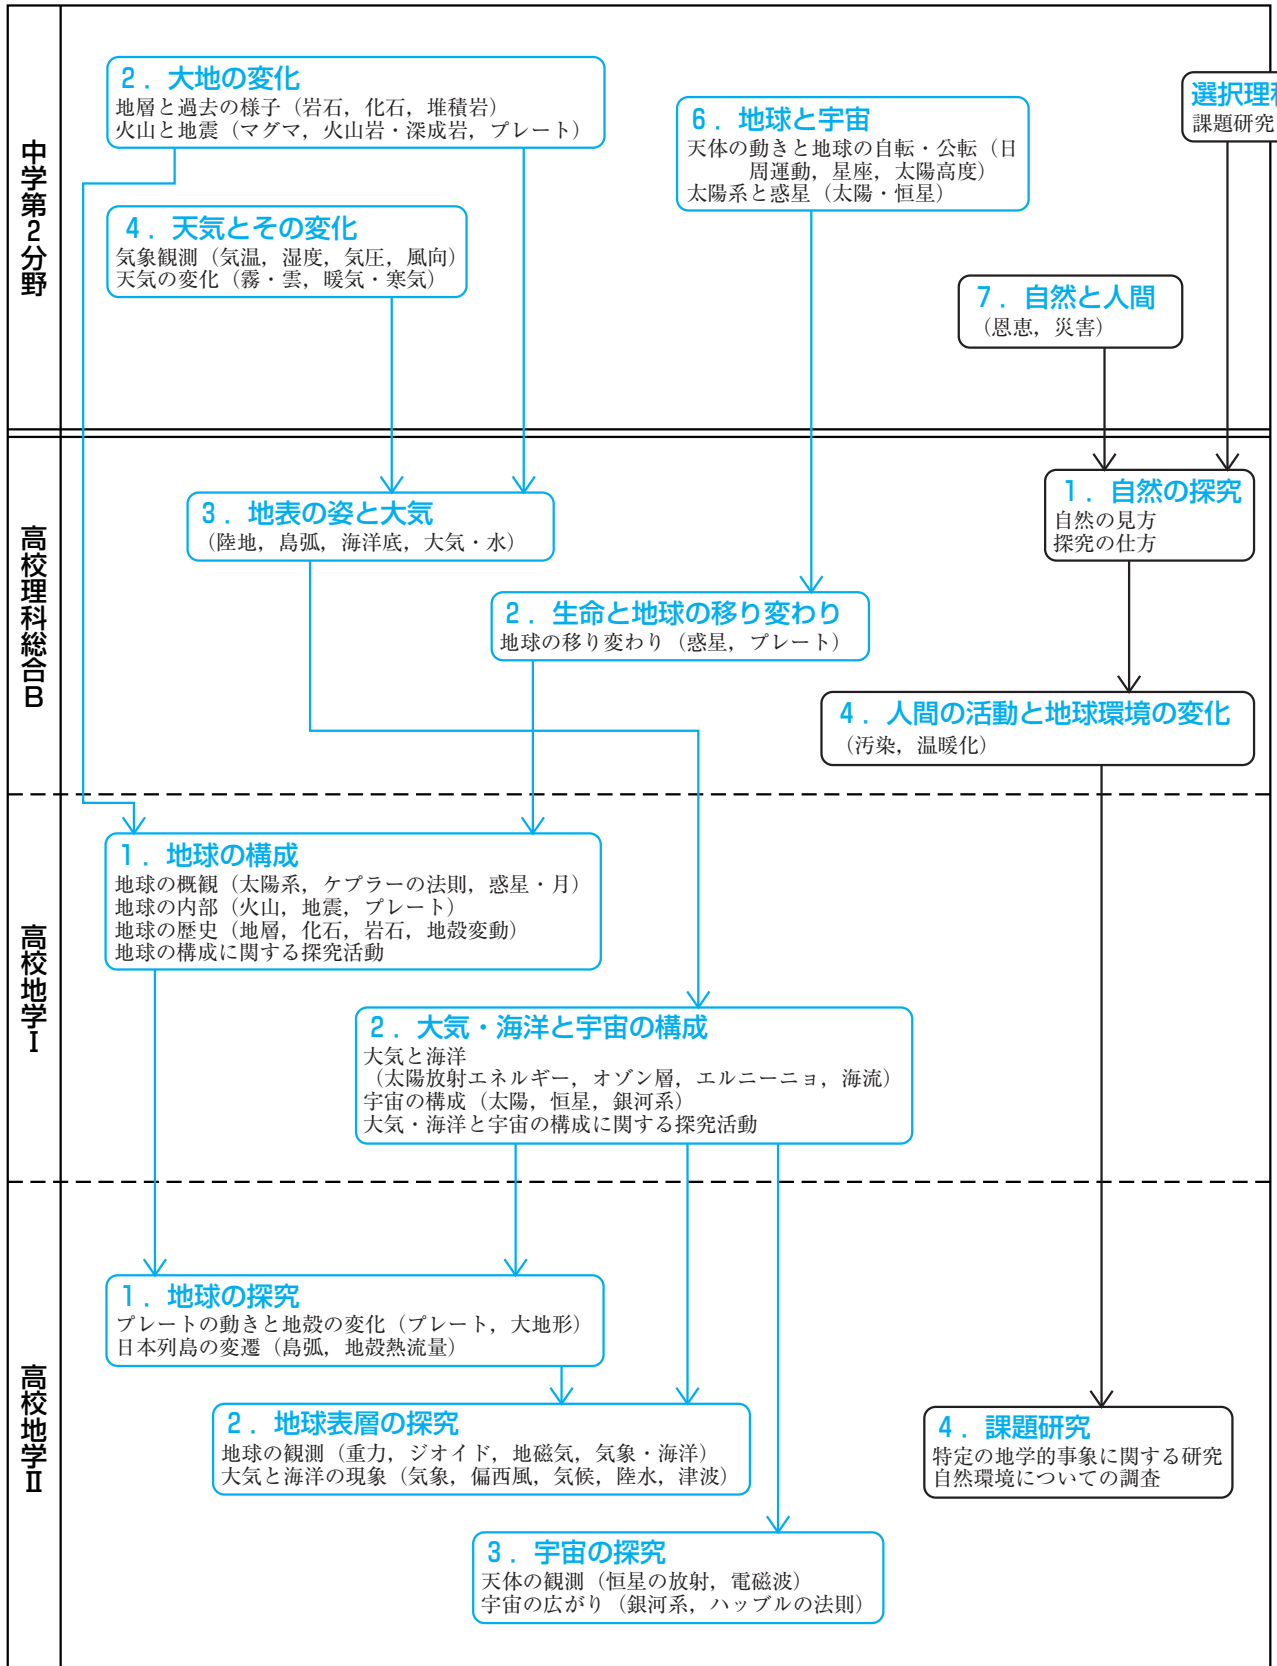 中学第2分野
2．大地の変化
地層と過去の様子（岩石，化石，堆積岩）
火山と地震（マグマ，火山岩・深成岩，プレート）
6．地球と宇宙
天体の動きと地球の自転・公転（日
周運動，星座，太陽高度）
太陽系と惑星（太陽・恒星）
選択理科
課題研究
4．天気とその変化
気象観測（気温，湿度，気圧，風向）
天気の変化（霧・雲，暖気・寒気）
7．自然と人間
（恩恵，災害）
高校理科総合B
3．地表の姿と大気
（陸地，島弧，海洋底，大気・水）
1．自然の探究
自然の見方
探究の仕方
2．生命と地球の移り変わり
地球の移り変わり（惑星，プレート）
4．人間の活動と地球環境の変化
（汚染，温暖化）
高校地学Ⅰ
1．地球の構成
地球の概観（太陽系，ケプラーの法則，惑星・月）
地球の内部（火山，地震，プレート）
地球の歴史（地層，化石，岩石，地殻変動）
地球の構成に関する探究活動
2．大気・海洋と宇宙の構成
大気と海洋
（太陽放射エネルギー，オゾン層，エルニーニョ，海流）
宇宙の構成（太陽，恒星，銀河系）
大気・海洋と宇宙の構成に関する探究活動
高校地学Ⅱ
1．地球の探究
プレートの動きと地殻の変化（プレート，大地形）
日本列島の変遷（島弧，地殻熱流量）
2．地球表層の探究
地球の観測（重力，ジオイド，地磁気，気象・海洋）
大気と海洋の現象（気象，偏西風，気候，陸水，津波）
4．課題研究
特定の地学的事象に関する研究
自然環境についての調査
3．宇宙の探究
天体の観測（恒星の放射，電磁波）
宇宙の広がり（銀河系，ハッブルの法則）